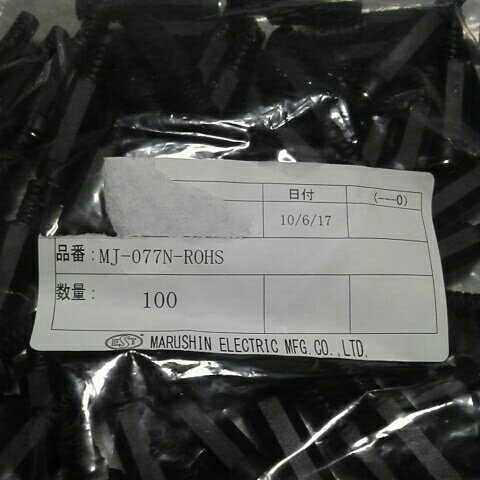 日付 (---0)
10/6/17
品番:MJ-077N-ROHS
数量: 100
ESST MARUSHIN ELECTRIC MFG.CO.,LTD.